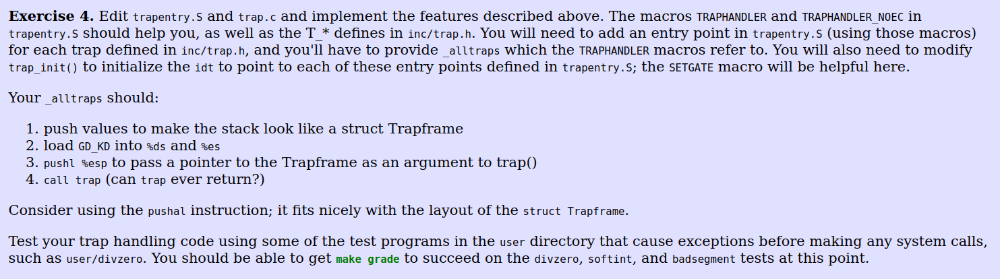 Exercise 4. Edit trapentry.S and trap.c and implement the features described above. The macros TRAPHANDLER and TRAPHANDLER_NOEC in
trapentry.S should help you, as well as the T_* defines in inc/trap.h. You will need to add an entry point in trapentry.S (using those macros)
for each trap defined in inc/trap.h, and you'll have to provide _alltraps which the TRAPHANDLER macros refer to. You will also need to modify
trap_init() to initialize the idt to point to each of these entry points defined in trapentry.S; the SETGATE macro will be helpful here.
Your _alltraps should:
1. push values to make the stack look like a struct Trapframe
2. load GD_KD into %ds and %es
3. pushl %esp to pass a pointer to the Trapframe as an argument to trap()
4. call trap (can trap ever return?)
Consider using the pushal instruction; it fits nicely with the layout of the struct Trapframe.
Test your trap handling code using some of the test programs in the user directory that cause exceptions before making any system calls,
such as user/divzero. You should be able to get make grade to succeed on the divzero, softint, and badsegment tests at this point.